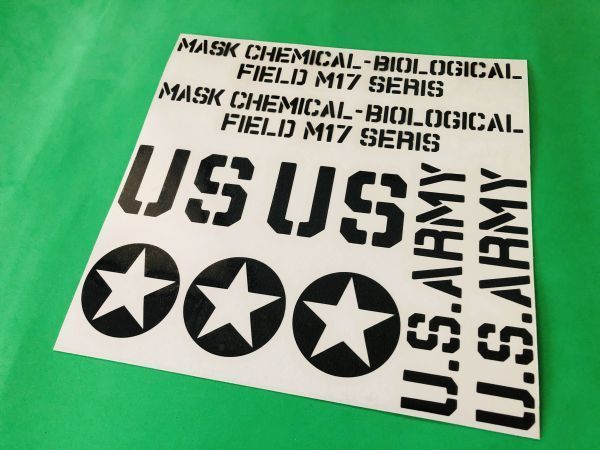 MASK CHEMICAL-BIOLOGICAL
FIELD M17 SERIS
MASK CHEMICAL-BIOLOGICAL
FIELD M17 SERIS
US US
U.S.ARMY
U.S.ARMY